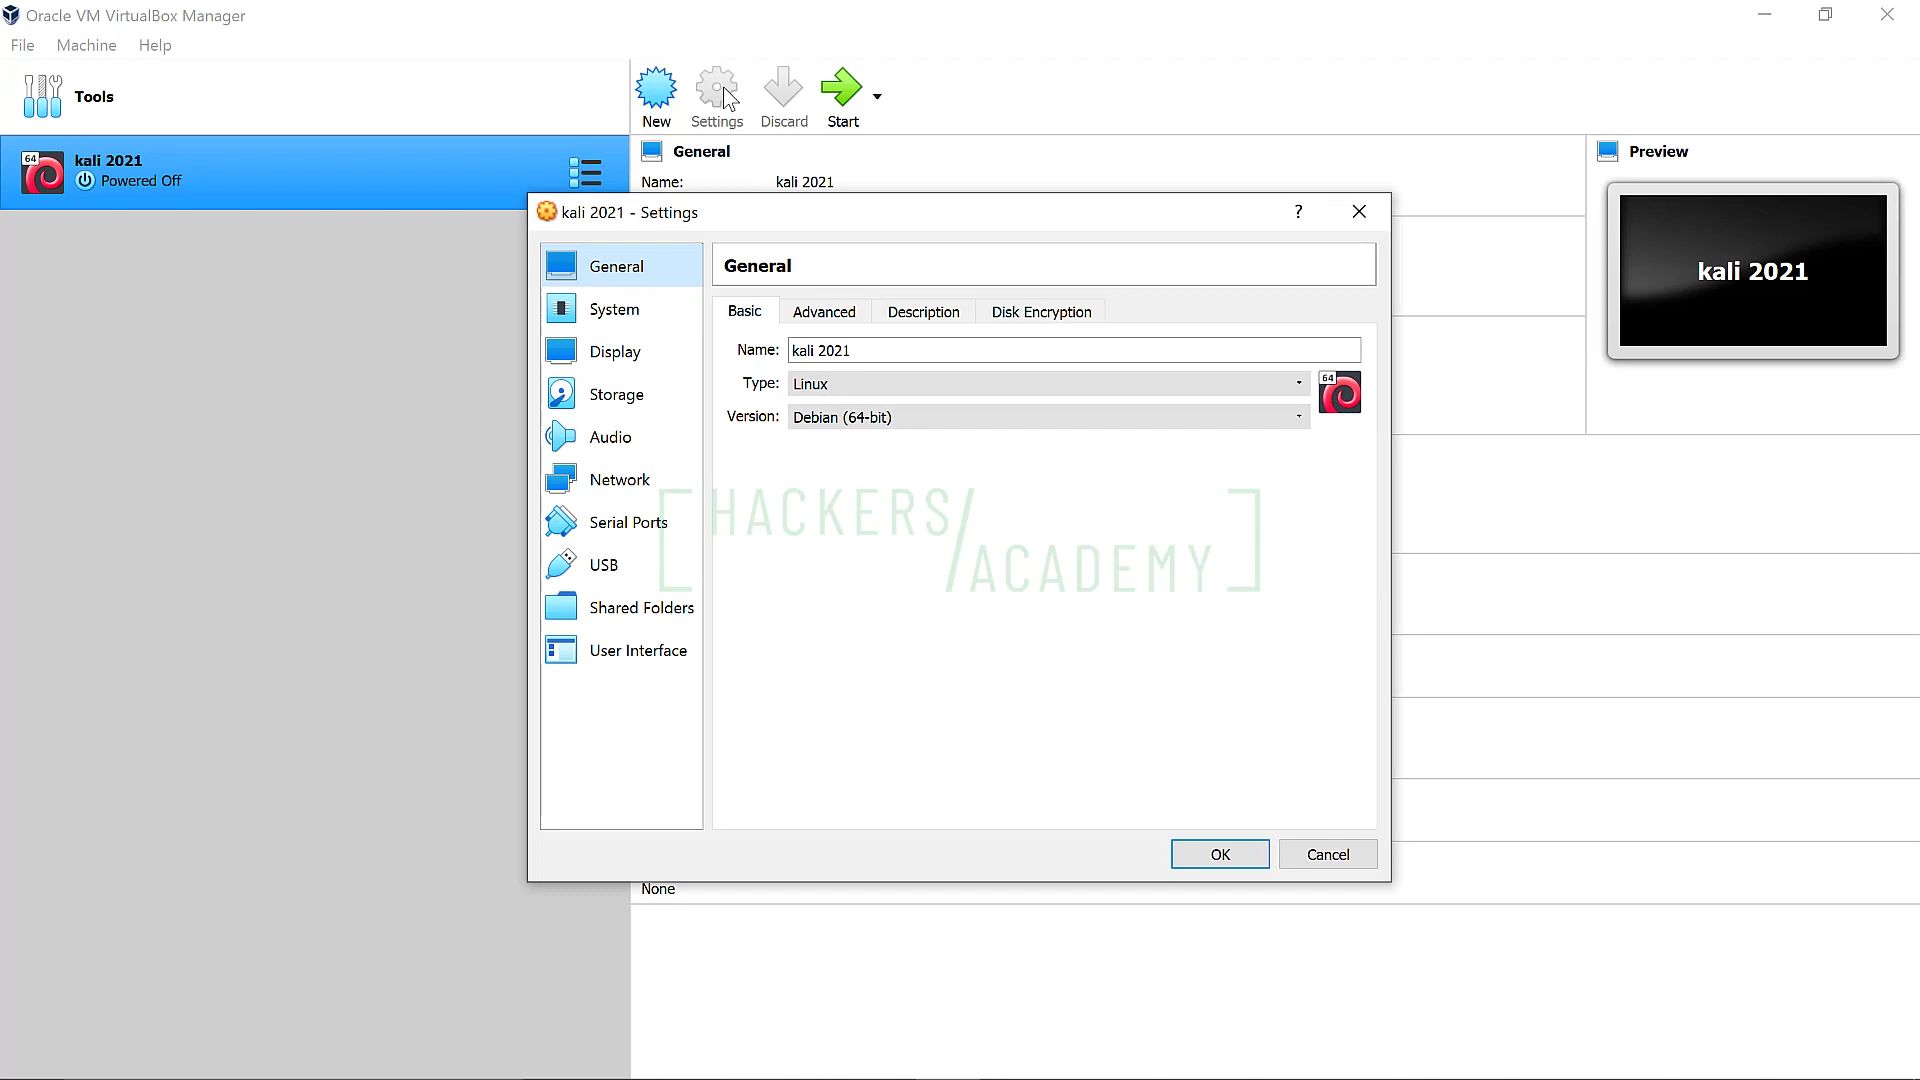 Oracle VM VirtualBox Manager
File Machine Help
Tools
New Settings Discard Start
64 kali 2021
Powered Off
General
Name: kali 2021
Preview
kali 2021
kali 2021 - Settings ?
General
System
Display
Storage
Audio
Network
Serial Ports
USB
Shared Folders
User Interface
General
Basic Advanced Description Disk Encryption
Name: kali 2021
Type: Linux
64
Version: Debian (64-bit)
[HACKERS/
/ACADEMY]
OK Cancel
None